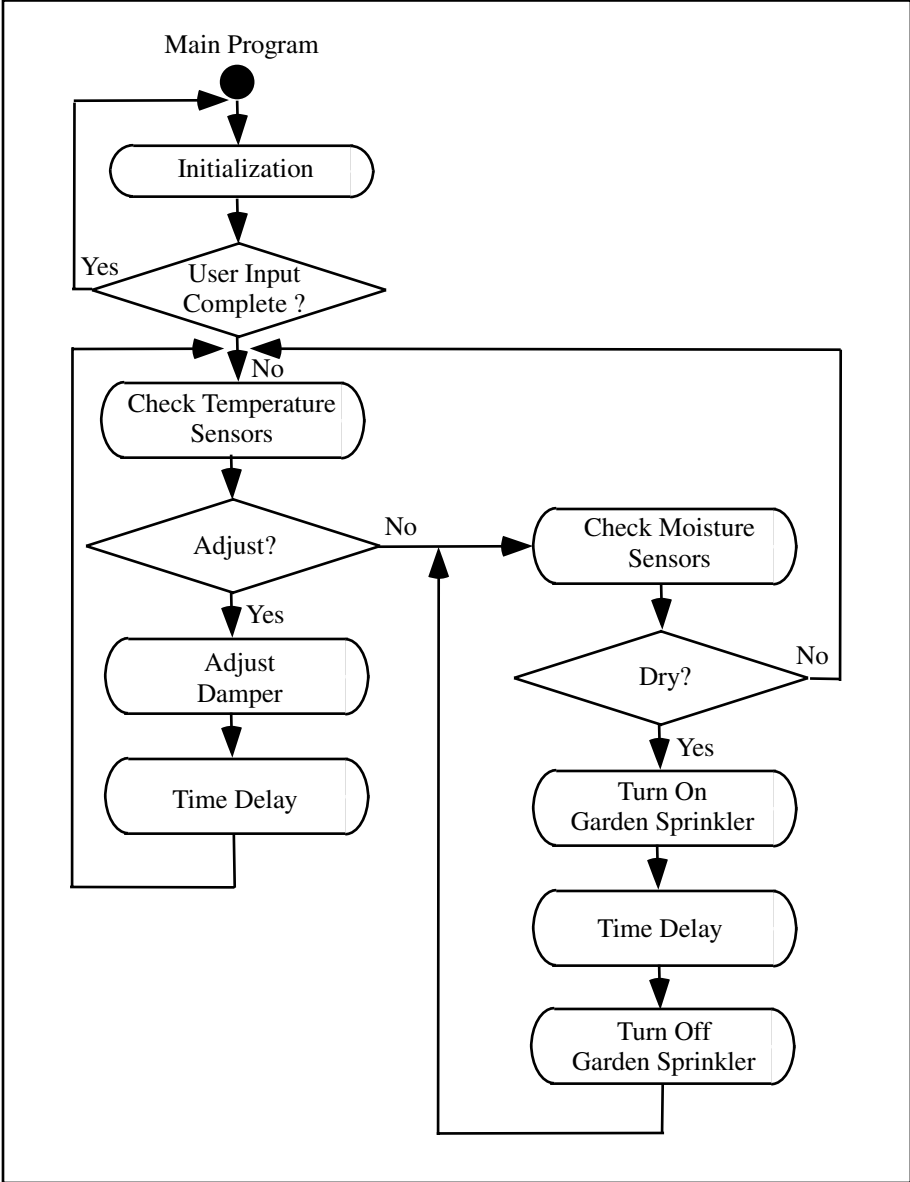 Main Program
Initialization
Yes
User Input
Complete ?
No
Check Temperature
Sensors
Adjust?
No
Yes
Adjust
Damper
Time Delay
Check Moisture
Sensors
Dry?
No
Yes
Turn On
Garden Sprinkler
Time Delay
Turn Off
Garden Sprinkler